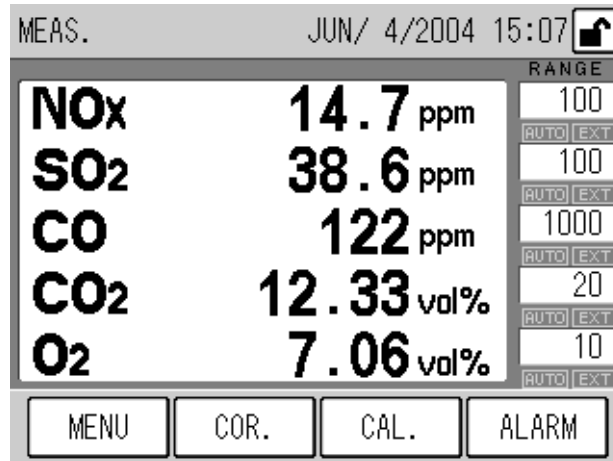 MEAS. JUN/ 4/2004 15:07
RANGE
NOx 14.7 ppm 100
AUTO EXT
SO2 38.6 ppm 100
AUTO EXT
CO 122 ppm 1000
AUTO EXT
CO2 12.33 vol% 20
AUTO EXT
O2 7.06 vol% 10
AUTO EXT
MENU COR. CAL. ALARM